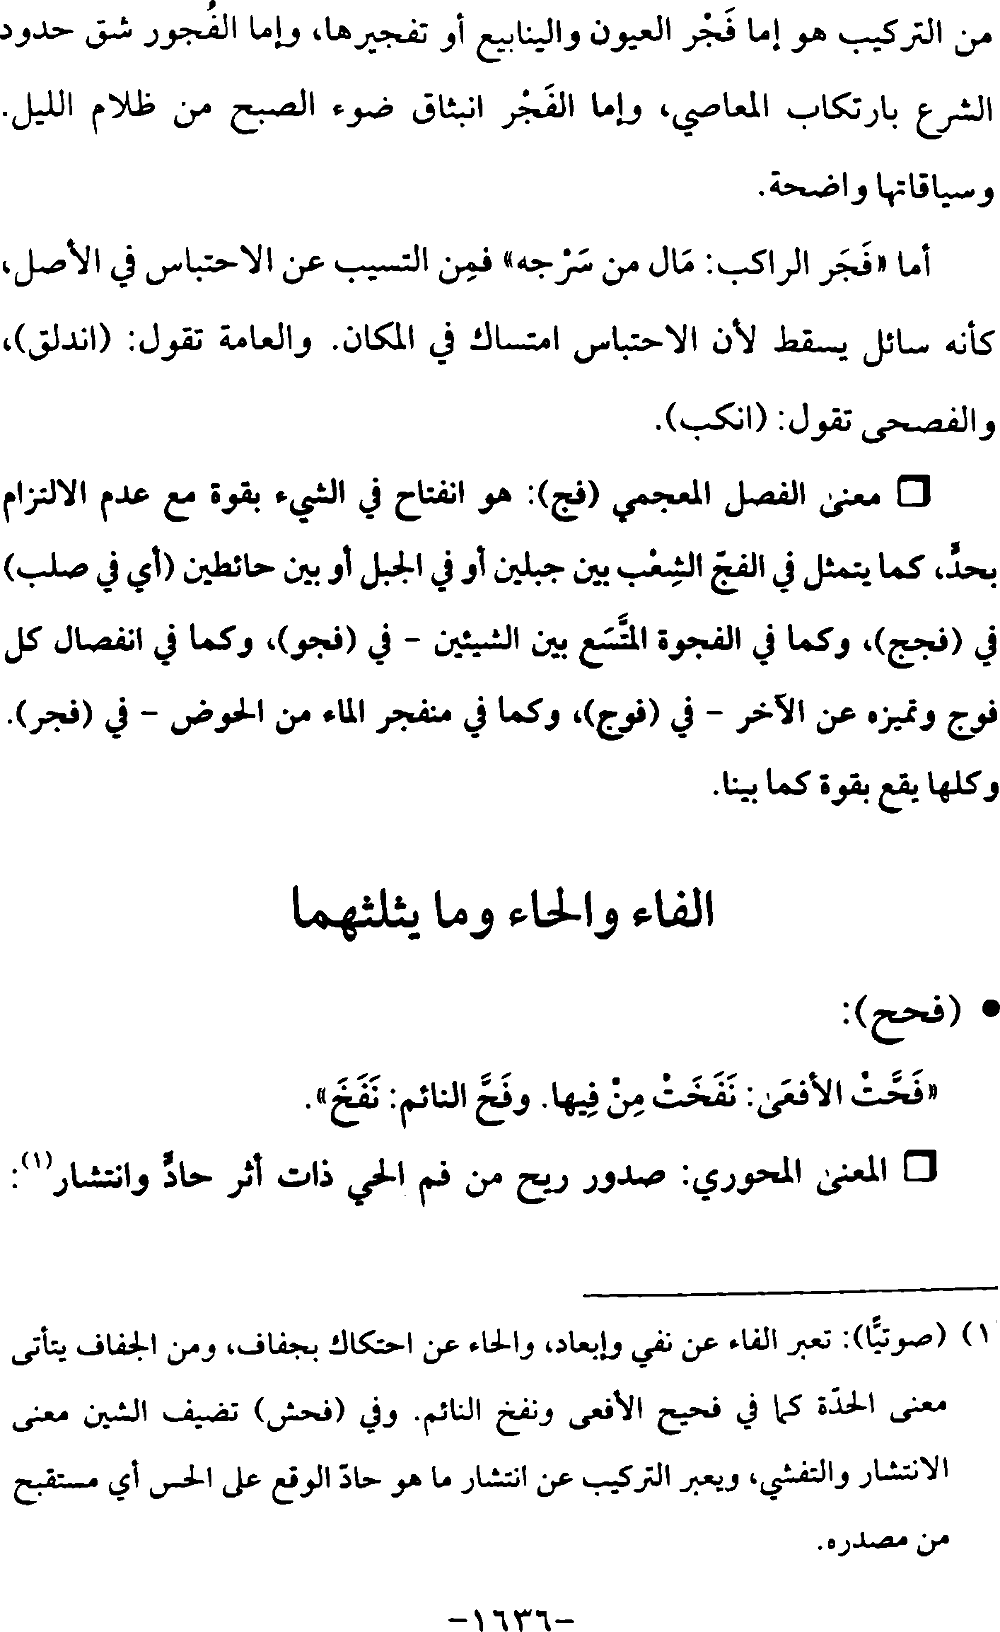 من التركيب هو إما فَجْر العيون والينابيع أو تفجيرها، وإما الفُجور شق حدود
الشرع بارتكاب المعاصي، وإما الفَجْر انبثاق ضوء الصبح من ظلام الليل.
وسياقاتها واضحة.
أما «فَجَر الراكب: مَال من سَرْجه» فمِن التسيب عن الاحتباس في الأصل،
كأنه سائل يسقط لأن الاحتباس امتساك في المكان. والعامة تقول: (اندلق)،
والفصحى تقول: (انكب).
❒ معنى الفصل المعجمي (فج): هو انفتاح في الشيء بقوة مع عدم الالتزام
بحدٍّ، كما يتمثل في الفجّ الشِعْب بين جبلين أو في الجبل أو بين حائطين (أي في صلب)
في (فجج)، وكما في الفجوة المتَّسَع بين الشيئين - في (فجو)، وكما في انفصال كل
فوج وتميزه عن الآخر - في (فوج)، وكما في منفجر الماء من الحوض - في (فجر).
وكلها يقع بقوة كما بينا.
الفاء والحاء وما يثلثهما
• (فحح):
«فَحَّتْ الأفعَى: نَفَخَتْ مِنْ فِيها. وفَحَّ النائم: نَفَخَ».
❒ المعنى المحوري: صدور ريح من فم الحي ذات أثر حادٍّ وانتشار(١):
(١) (صوتيًّا): تعبر الفاء عن نفي وإبعاد، والحاء عن احتكاك بجفاف، ومن الجفاف يتأتى
معنى الحدّة كما في فحيح الأفعى ونفخ النائم. وفي (فحش) تضيف الشين معنى
الانتشار والتفشي، ويعبر التركيب عن انتشار ما هو حادّ الوقع على الحس أي مستقبح
من مصدره.
-١٦٣٦-